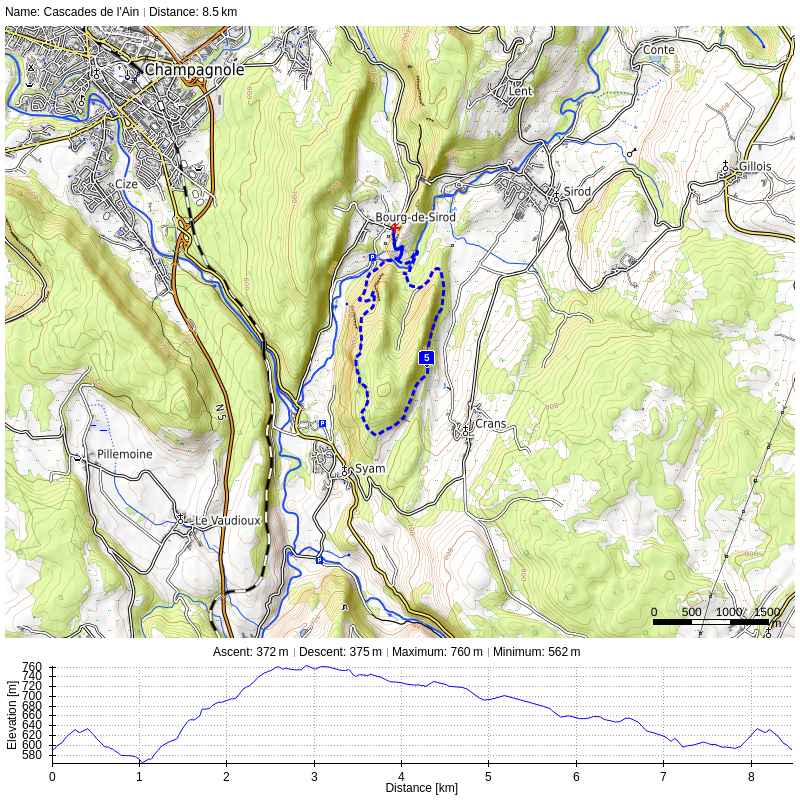 Name: Cascades de l'Ain | Distance: 8.5 km
Conte
Champagnole
Lent
Gillois
Cize
Sirod
Bourg-de-Sirod
P
5
N 5
P
Crans
Pillemoine
Syam
Le Vaudioux
P
0 500 1000 1500 m
Ascent: 372 m | Descent: 375 m | Maximum: 760 m | Minimum: 562 m
Elevation [m]
760
740
720
700
680
660
640
620
600
580
0 1 2 3 4 5 6 7 8
Distance [km]